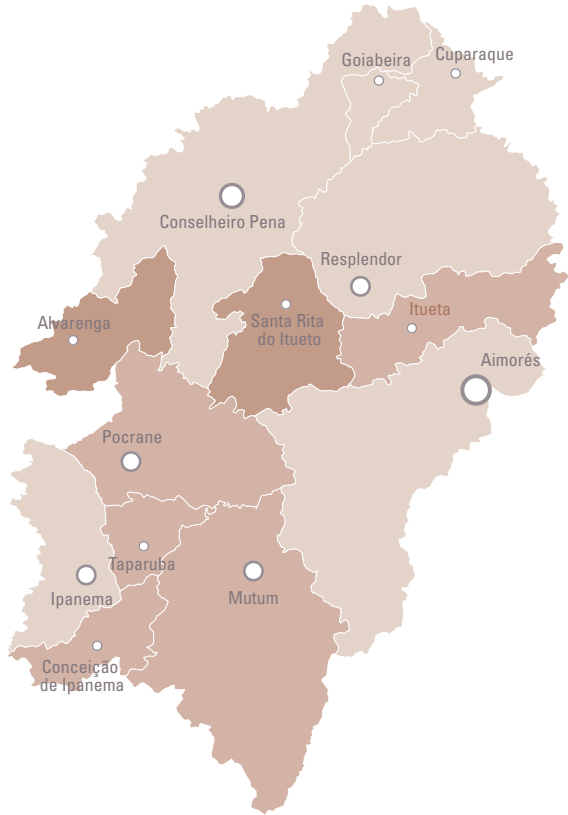 Goiabeira
Cuparaque
Conselheiro Pena
Resplendor
Itueta
Alvarenga
Santa Rita
do Itueto
Aimorés
Pocrane
Taparuba
Ipanema
Mutum
Conceição
de Ipanema